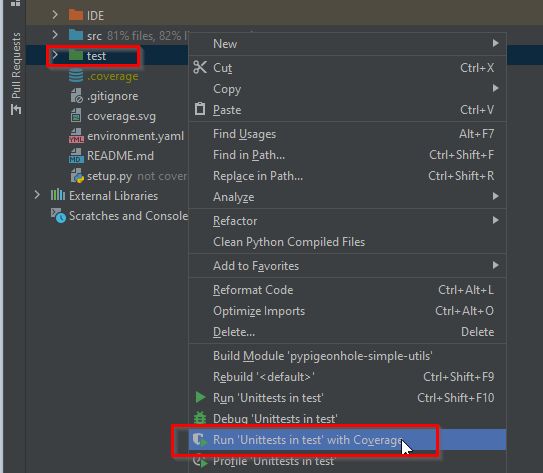 IDE
src 81% files, 82%
test
.coverage
.gitignore
coverage.svg
environment.yaml
README.md
setup.py not cover
External Libraries
Scratches and Console
Pull Requests
New
Cut Ctrl+X
Copy
Paste Ctrl+V
Find Usages Alt+F7
Find in Path... Ctrl+Shift+F
Replace in Path... Ctrl+Shift+R
Analyze
Refactor
Clean Python Compiled Files
Add to Favorites
Reformat Code Ctrl+Alt+L
Optimize Imports Ctrl+Alt+O
Delete... Delete
Build Module 'pypigeonhole-simple-utils'
Rebuild '<default>' Ctrl+Shift+F9
Run 'Unittests in test' Ctrl+Shift+F10
Debug 'Unittests in test'
Run 'Unittests in test' with Coverage
Profile 'Unittests in test'